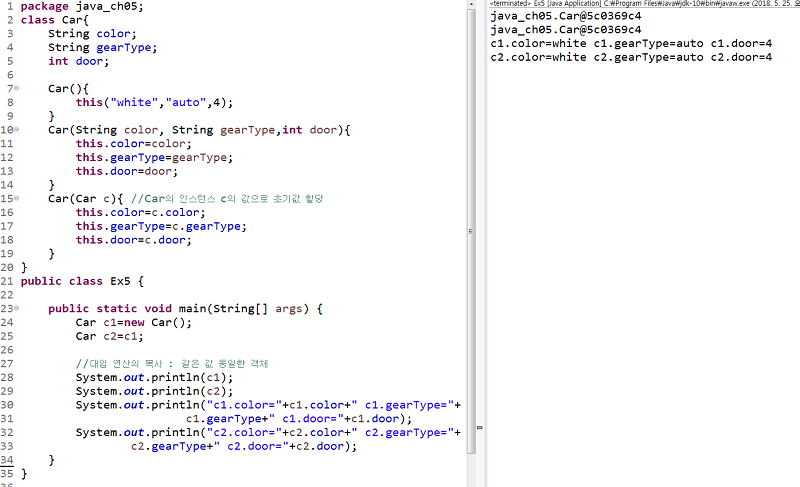 1 package java_ch05;
2 class Car{
3     String color;
4     String gearType;
5     int door;
6
7     Car(){
8         this("white","auto",4);
9     }
10     Car(String color, String gearType,int door){
11         this.color=color;
12         this.gearType=gearType;
13         this.door=door;
14     }
15     Car(Car c){ //Car의 인스턴스 c의 값으로 초기값 할당
16         this.color=c.color;
17         this.gearType=c.gearType;
18         this.door=c.door;
19     }
20 }
21 public class Ex5 {
22
23     public static void main(String[] args) {
24         Car c1=new Car();
25         Car c2=c1;
26
27         //대입 연산의 복사 : 같은 값 동일한 객체
28         System.out.println(c1);
29         System.out.println(c2);
30         System.out.println("c1.color="+c1.color+" c1.gearType="+
31                 c1.gearType+" c1.door="+c1.door);
32         System.out.println("c2.color="+c2.color+" c2.gearType="+
33                 c2.gearType+" c2.door="+c2.door);
34     }
35 }
<terminated> Ex5 [Java Application] C:₩Program Files₩Java₩jdk-10₩bin₩javaw.exe (2018. 5. 25.
java_ch05.Car@5c0369c4
java_ch05.Car@5c0369c4
c1.color=white c1.gearType=auto c1.door=4
c2.color=white c2.gearType=auto c2.door=4